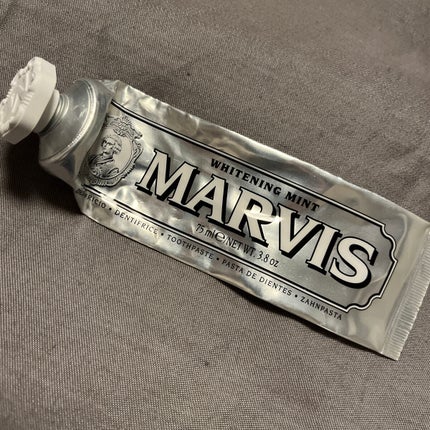 WHITENING MINT
MARVIS
75 ml e NET WT. 3.8 oz.
DENTIFRICE • TOOTHPASTE • PASTA DE DIENTES • ZAHNPASTA